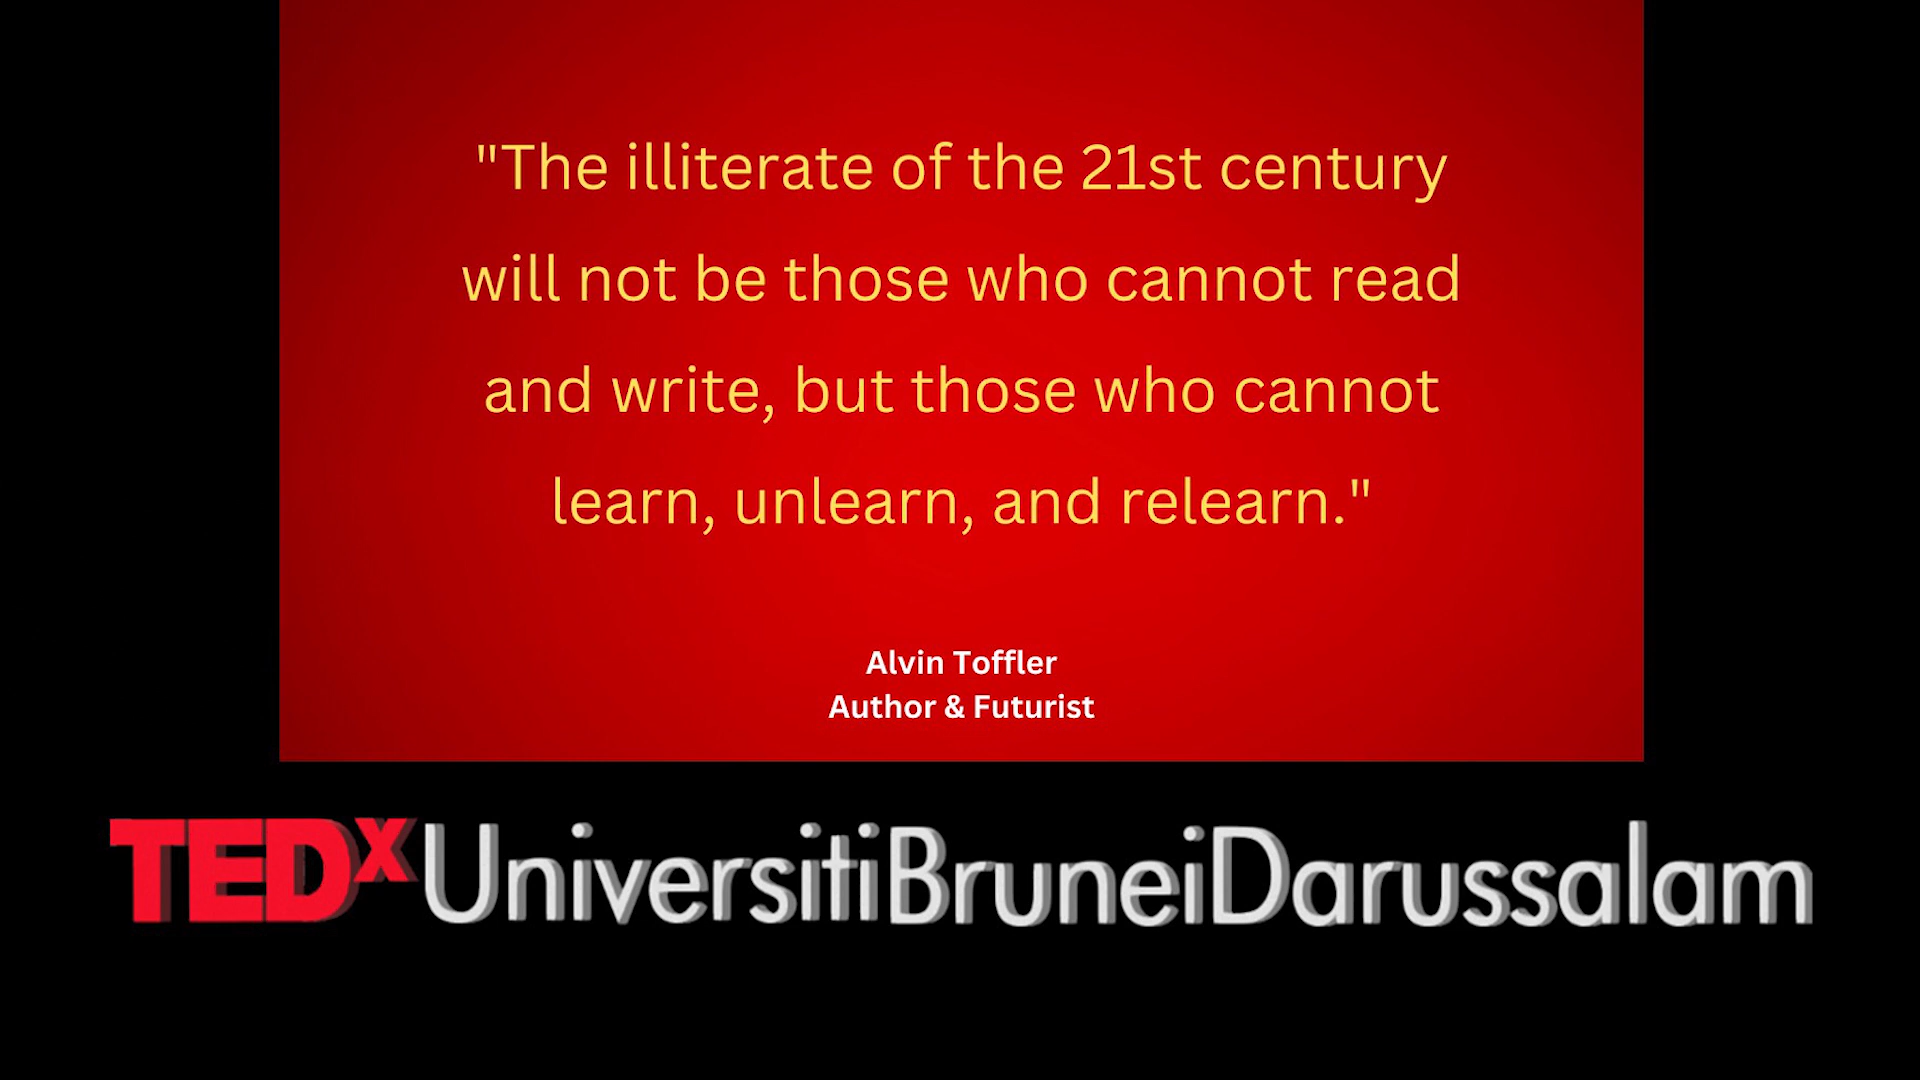 "The illiterate of the 21st century
will not be those who cannot read
and write, but those who cannot
learn, unlearn, and relearn."
Alvin Toffler
Author & Futurist
TEDxUniversitiBruneiDarussalam